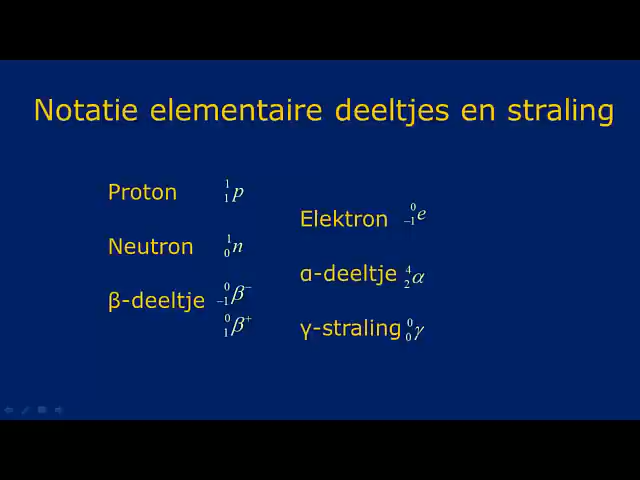 Notatie elementaire deeltjes en straling
Proton ¹₁p
Neutron ¹₀n
β-deeltje ⁰₋₁β⁻
⁰₁β⁺
Elektron ⁰₋₁e
α-deeltje ⁴₂α
γ-straling ⁰₀γ